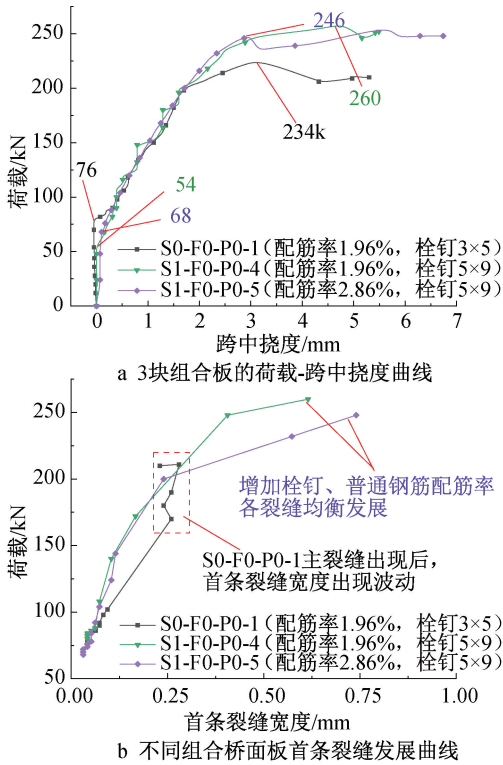 300
250
200
150
100
50
0
荷载/kN
246
260
234k
76
54
68
S0-F0-P0-1(配筋率1.96%，栓钉3×5)
S1-F0-P0-4(配筋率1.96%，栓钉5×9)
S1-F0-P0-5(配筋率2.86%，栓钉5×9)
0 1 2 3 4 5 6 7
跨中挠度/mm
a 3块组合板的荷载-跨中挠度曲线
250
200
150
100
50
荷载/kN
增加栓钉、普通钢筋配筋率
各裂缝均衡发展
S0-F0-P0-1主裂缝出现后，
首条裂缝宽度出现波动
S0-F0-P0-1(配筋率1.96%，栓钉3×5)
S1-F0-P0-4(配筋率1.96%，栓钉5×9)
S1-F0-P0-5(配筋率2.86%，栓钉5×9)
0.00 0.25 0.50 0.75 1.00
首条裂缝宽度/mm
b 不同组合桥面板首条裂缝发展曲线